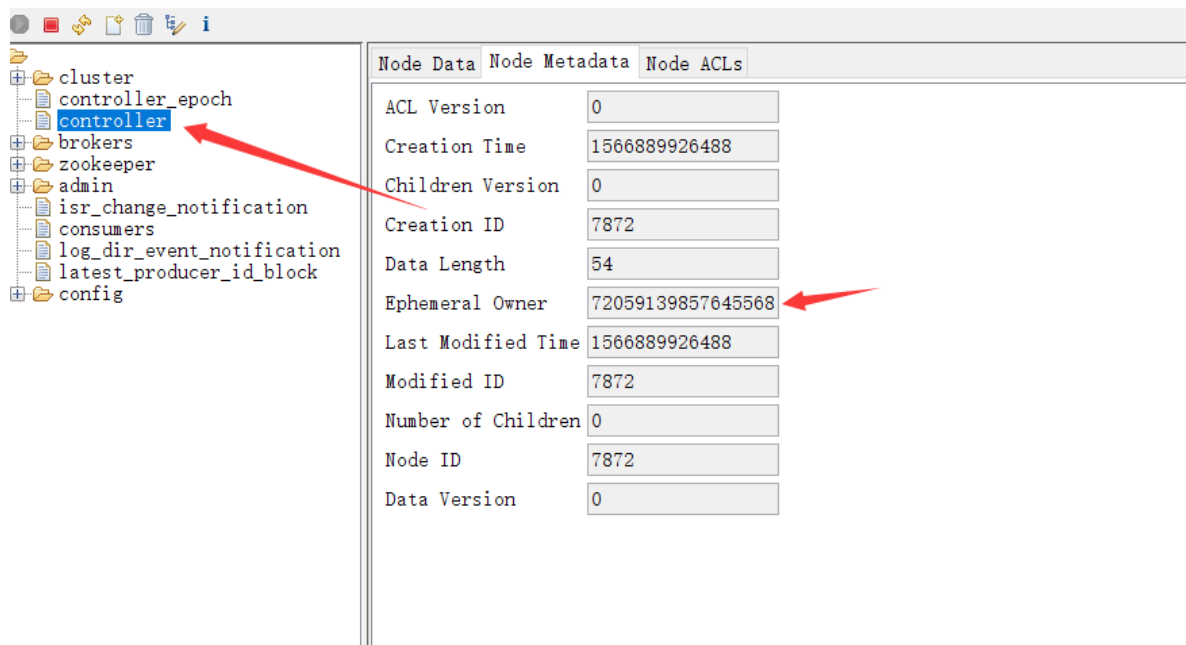 cluster
controller_epoch
controller
brokers
zookeeper
admin
isr_change_notification
consumers
log_dir_event_notification
latest_producer_id_block
config
Node Data Node Metadata Node ACLs
ACL Version 0
Creation Time 1566889926488
Children Version 0
Creation ID 7872
Data Length 54
Ephemeral Owner 72059139857645568
Last Modified Time 1566889926488
Modified ID 7872
Number of Children 0
Node ID 7872
Data Version 0